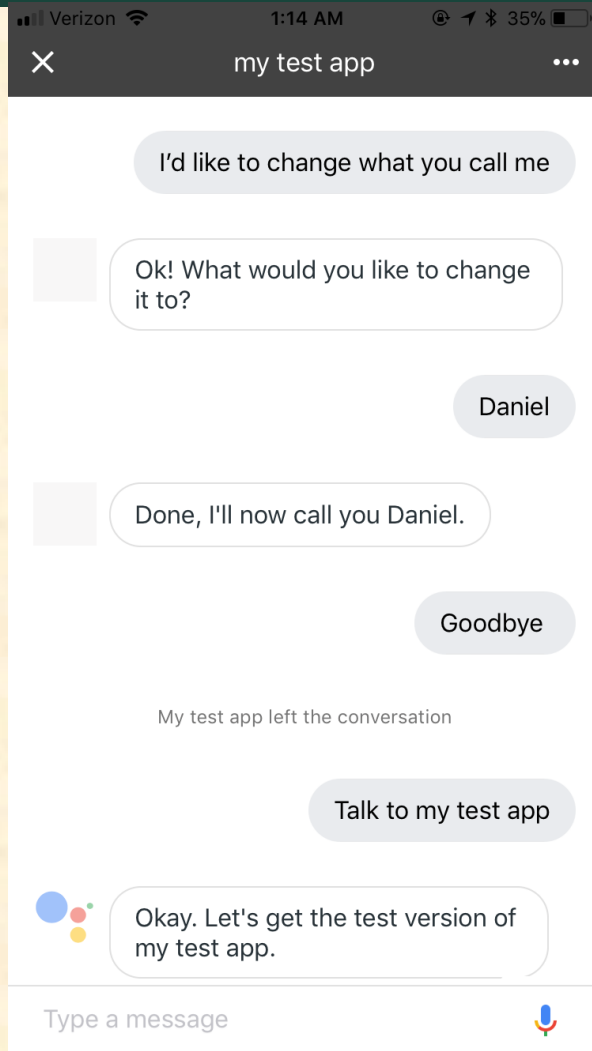 Verizon 1:14 AM 35%
my test app
I’d like to change what you call me
Ok! What would you like to change
it to?
Daniel
Done, I'll now call you Daniel.
Goodbye
My test app left the conversation
Talk to my test app
Okay. Let's get the test version of
my test app.
Type a message